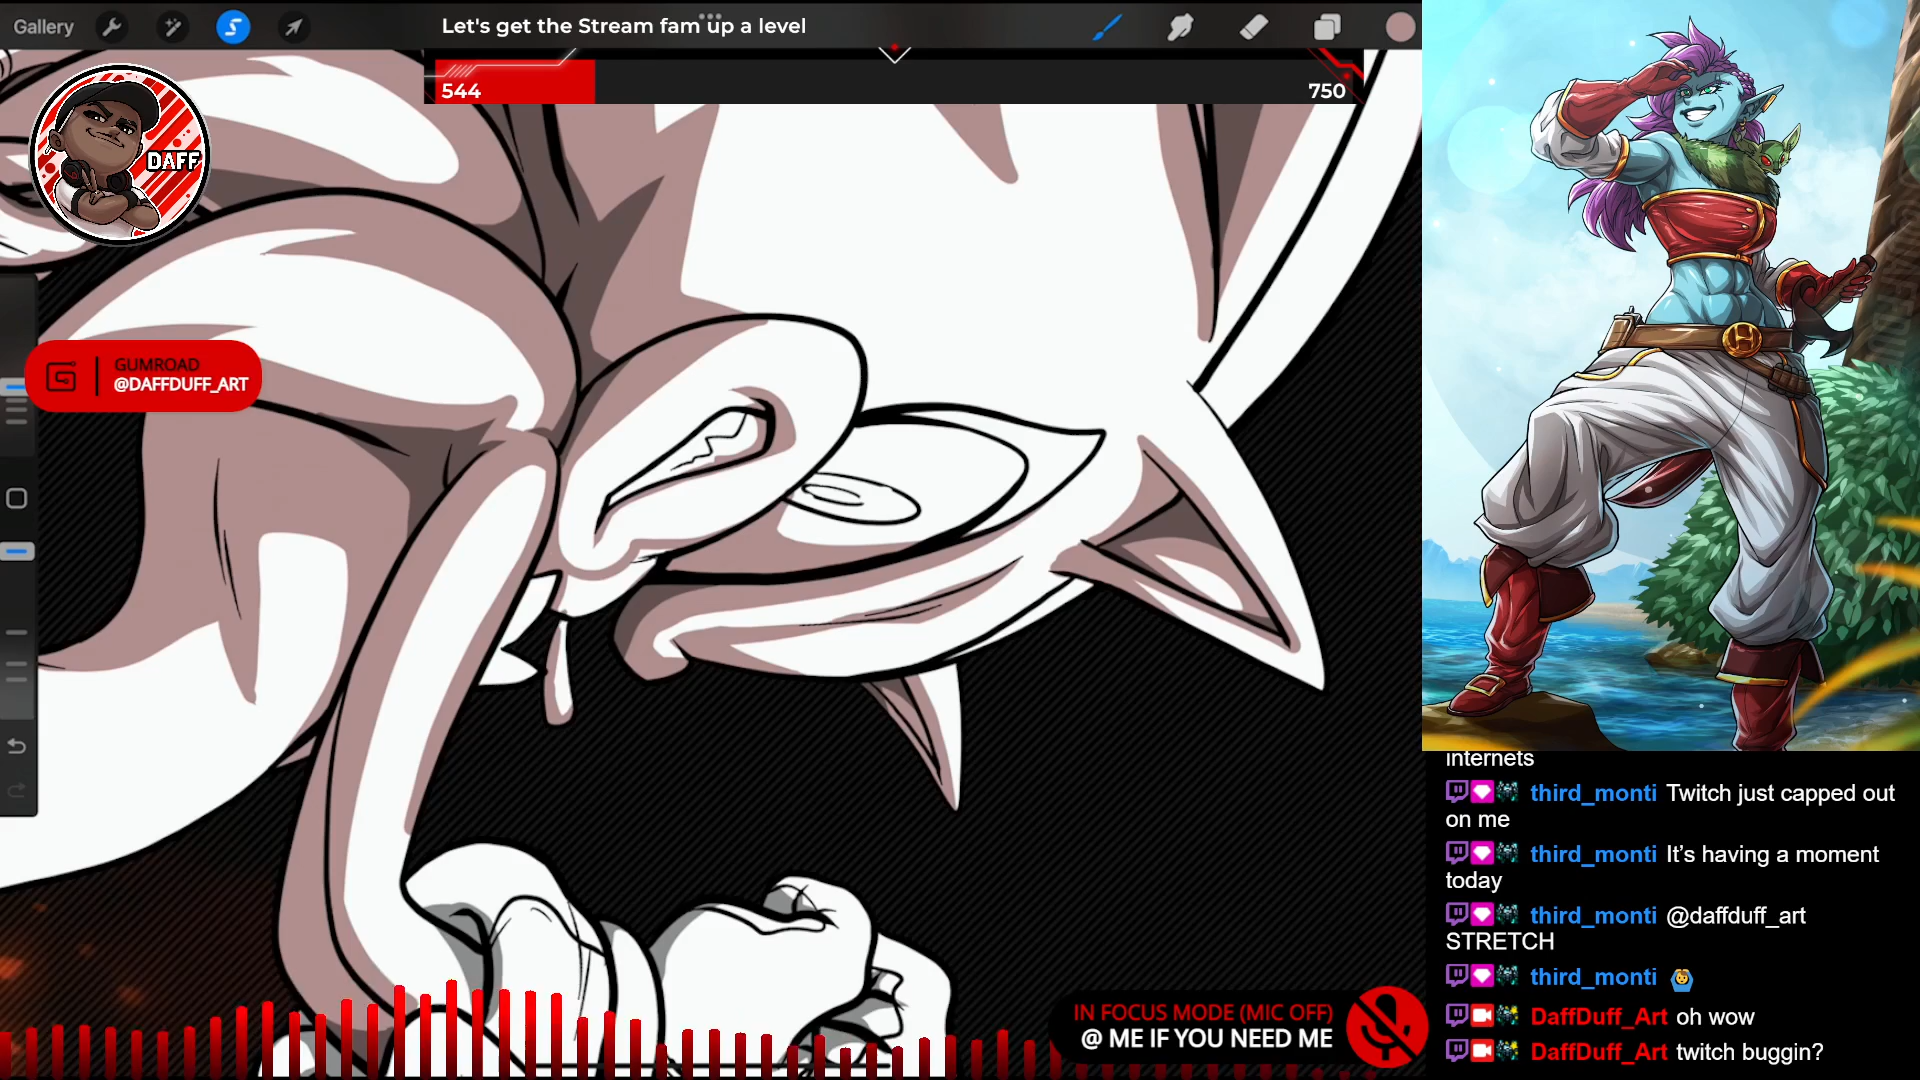 Gallery
Let's get the Stream fam up a level
544
750
DAFF
GUMROAD
@DAFFDUFF_ART
internets
third_monti Twitch just capped out
on me
third_monti It's having a moment
today
third_monti @daffduff_art
STRETCH
third_monti 🙆
DaffDuff_Art oh wow
DaffDuff_Art twitch buggin?
IN FOCUS MODE (MIC OFF)
@ ME IF YOU NEED ME